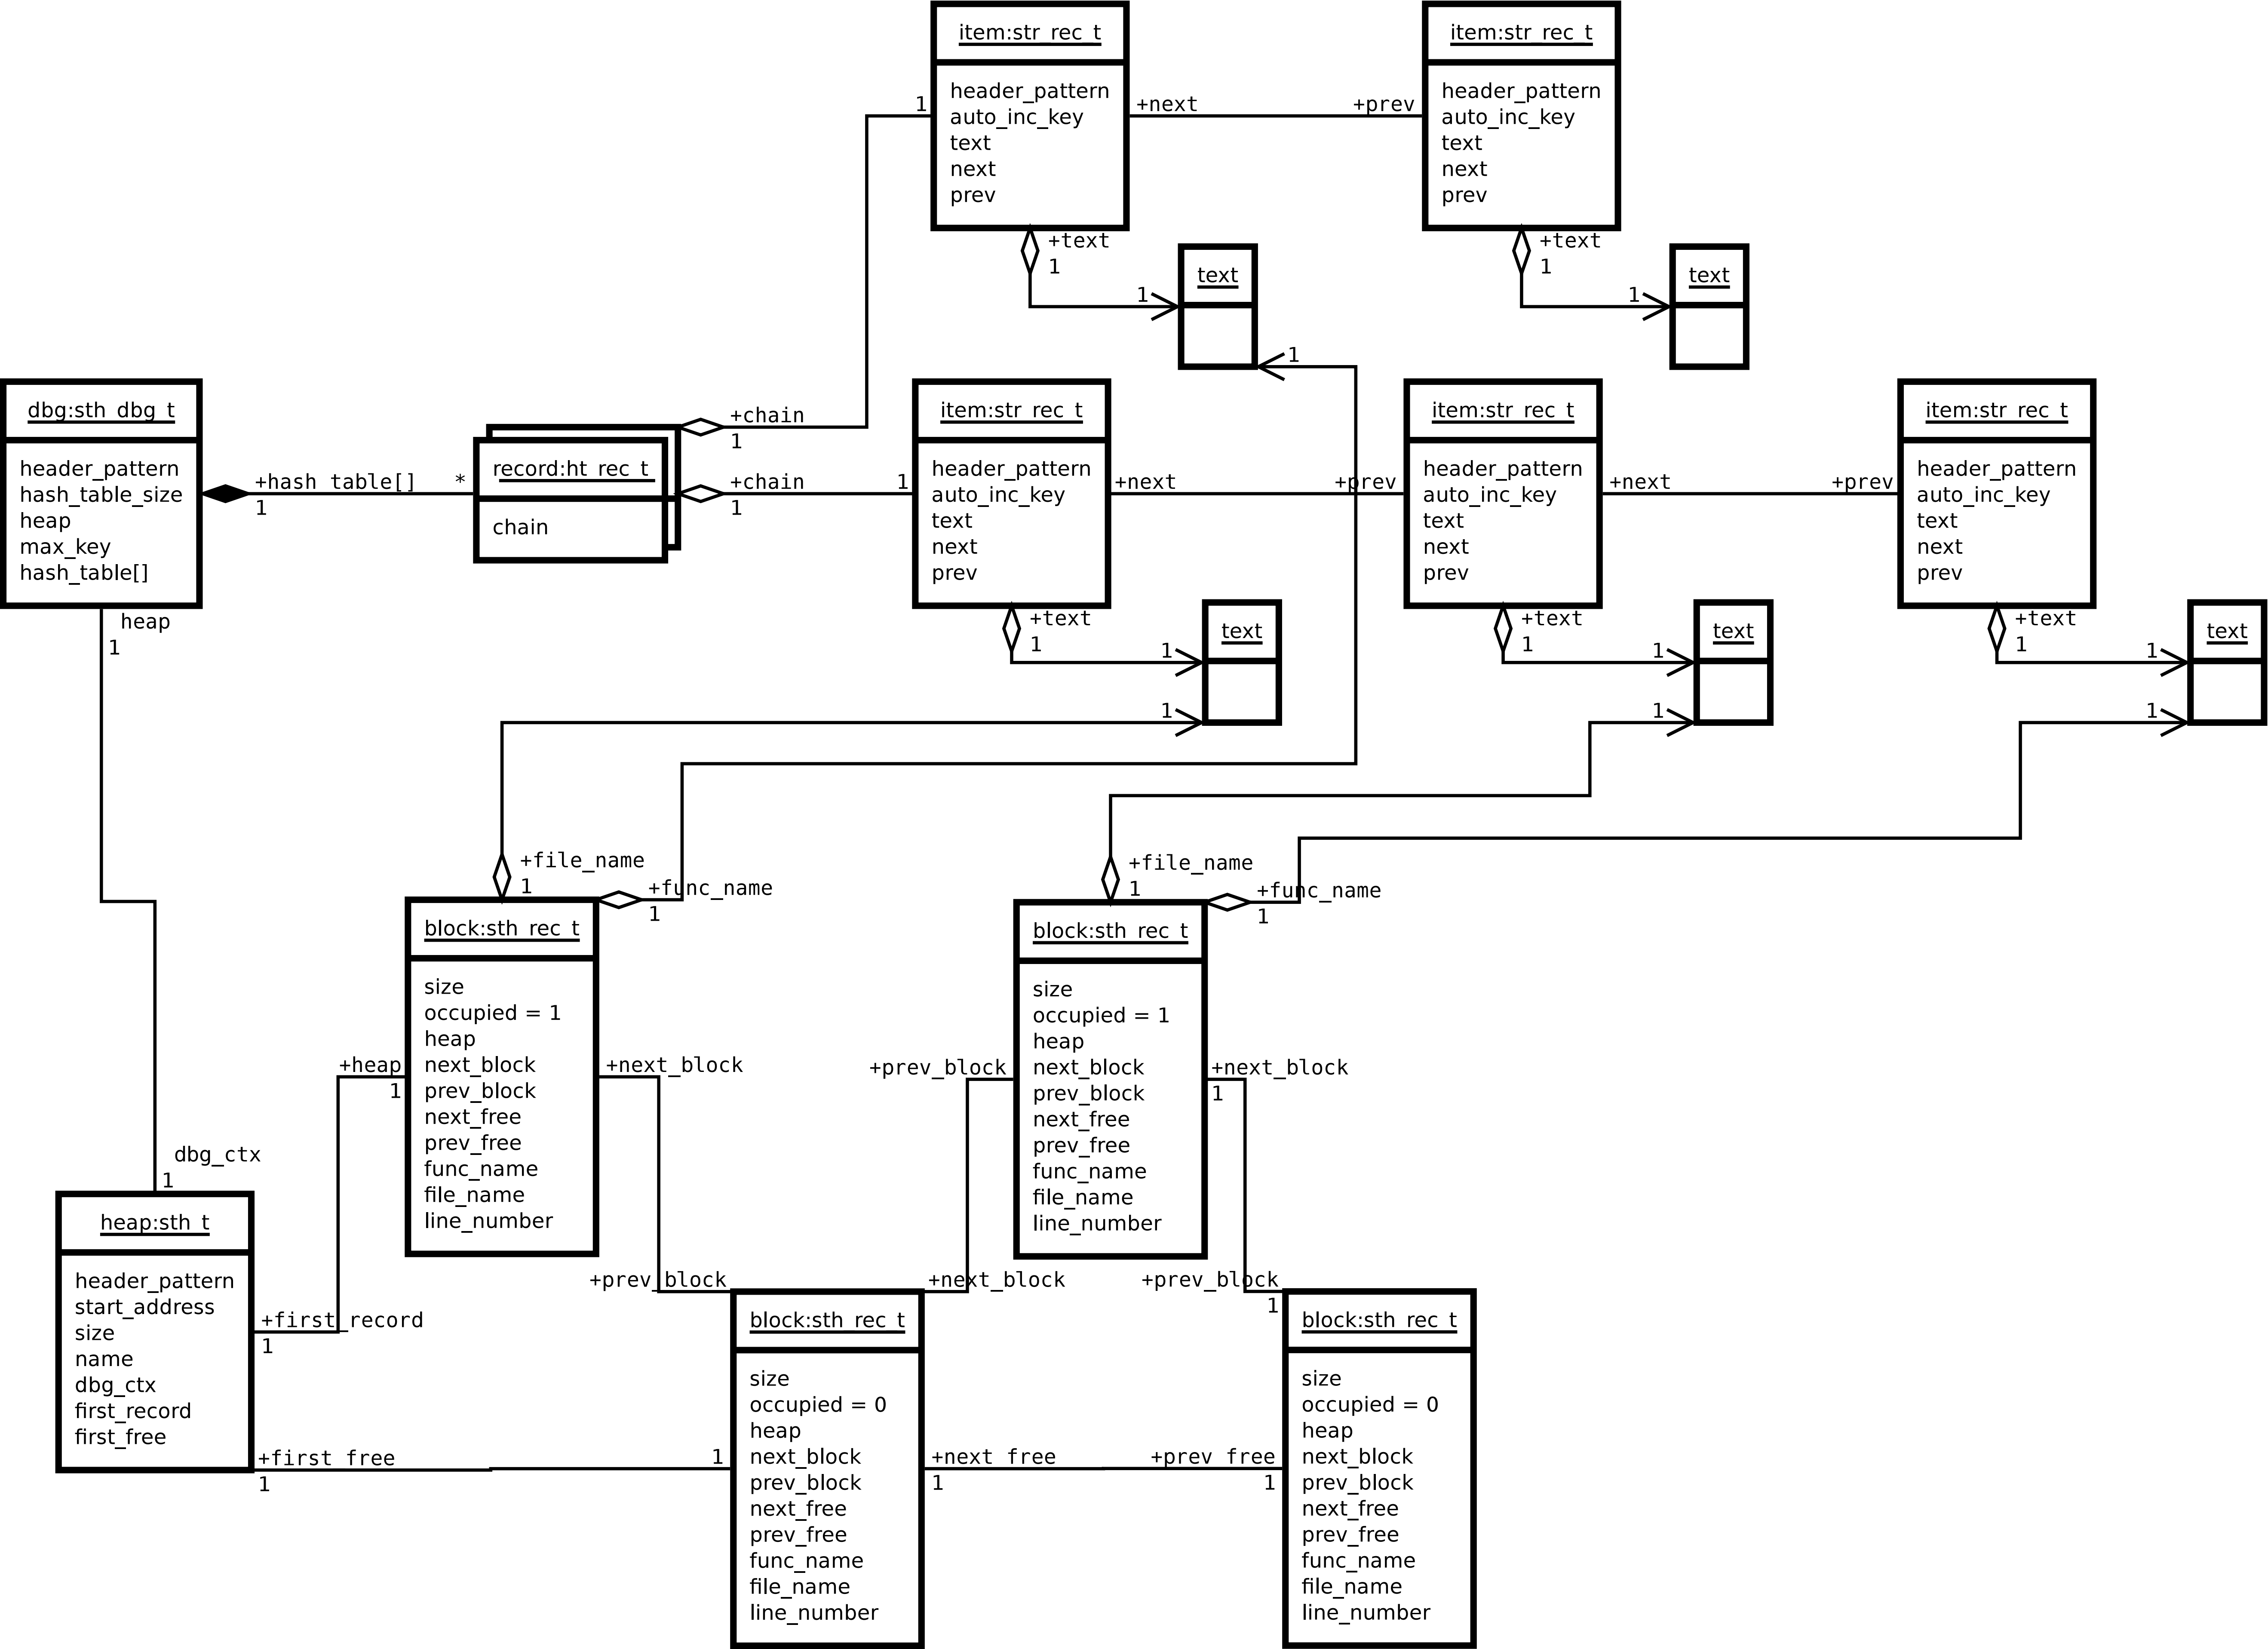 item:str_rec_t
header_pattern
auto_inc_key
text
next
prev
item:str_rec_t
header_pattern
auto_inc_key
text
next
prev
1
+next
+prev
+text
1
1
text
+text
1
1
text
1
dbg:sth_dbg_t
header_pattern
hash_table_size
heap
max_key
hash_table[]
+hash_table[]
1
*
record:ht_rec_t
chain
+chain
1
+chain
1
1
item:str_rec_t
header_pattern
auto_inc_key
text
next
prev
+next
+prev
item:str_rec_t
header_pattern
auto_inc_key
text
next
prev
+next
+prev
item:str_rec_t
header_pattern
auto_inc_key
text
next
prev
+text
1
1
text
1
+text
1
1
text
1
+text
1
1
text
1
heap
1
dbg_ctx
1
+file_name
1
+func_name
1
block:sth_rec_t
size
occupied = 1
heap
next_block
prev_block
next_free
prev_free
func_name
file_name
line_number
+file_name
1
+func_name
1
block:sth_rec_t
size
occupied = 1
heap
next_block
prev_block
next_free
prev_free
func_name
file_name
line_number
+heap
1
+next_block
+prev_block
+prev_block
+next_block
+next_block
1
+prev_block
1
heap:sth_t
header_pattern
start_address
size
name
dbg_ctx
first_record
first_free
+first_record
1
+first_free
1
1
block:sth_rec_t
size
occupied = 0
heap
next_block
prev_block
next_free
prev_free
func_name
file_name
line_number
+next_free
1
+prev_free
1
block:sth_rec_t
size
occupied = 0
heap
next_block
prev_block
next_free
prev_free
func_name
file_name
line_number